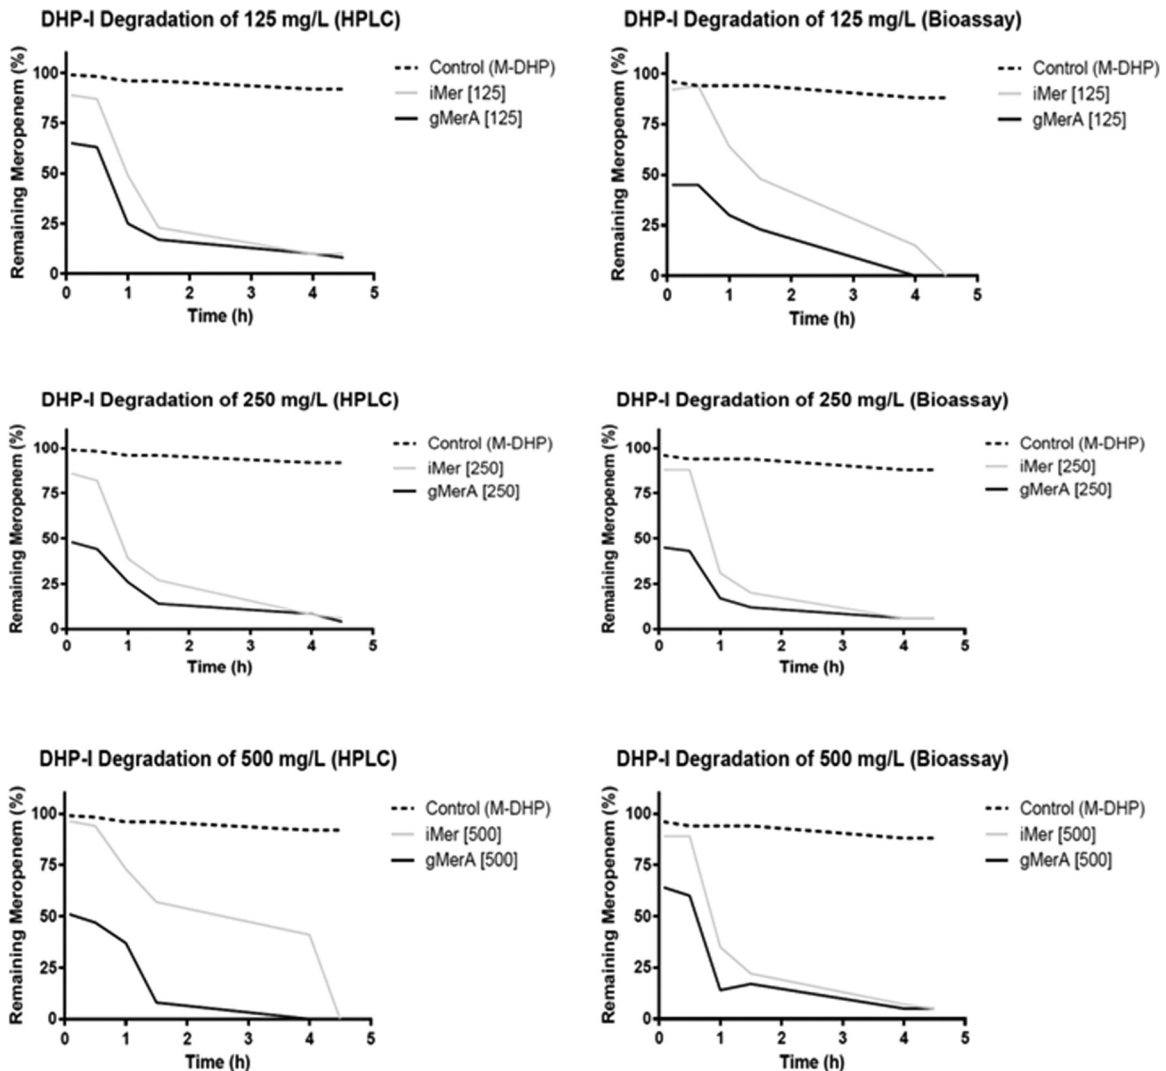 DHP-I Degradation of 125 mg/L (HPLC)
Remaining Meropenem (%)
100
75
50
25
0
0 1 2 3 4 5
Time (h)
Control (M-DHP)
iMer [125]
gMerA [125]
DHP-I Degradation of 125 mg/L (Bioassay)
Remaining Meropenem (%)
100
75
50
25
0
0 1 2 3 4 5
Time (h)
Control (M-DHP)
iMer [125]
gMerA [125]
DHP-I Degradation of 250 mg/L (HPLC)
Remaining Meropenem (%)
100
75
50
25
0
0 1 2 3 4 5
Time (h)
Control (M-DHP)
iMer [250]
gMerA [250]
DHP-I Degradation of 250 mg/L (Bioassay)
Remaining Meropenem (%)
100
75
50
25
0
0 1 2 3 4 5
Time (h)
Control (M-DHP)
iMer [250]
gMerA [250]
DHP-I Degradation of 500 mg/L (HPLC)
Remaining Meropenem (%)
100
75
50
25
0
0 1 2 3 4 5
Time (h)
Control (M-DHP)
iMer [500]
gMerA [500]
DHP-I Degradation of 500 mg/L (Bioassay)
Remaining Meropenem (%)
100
75
50
25
0
0 1 2 3 4 5
Time (h)
Control (M-DHP)
iMer [500]
gMerA [500]